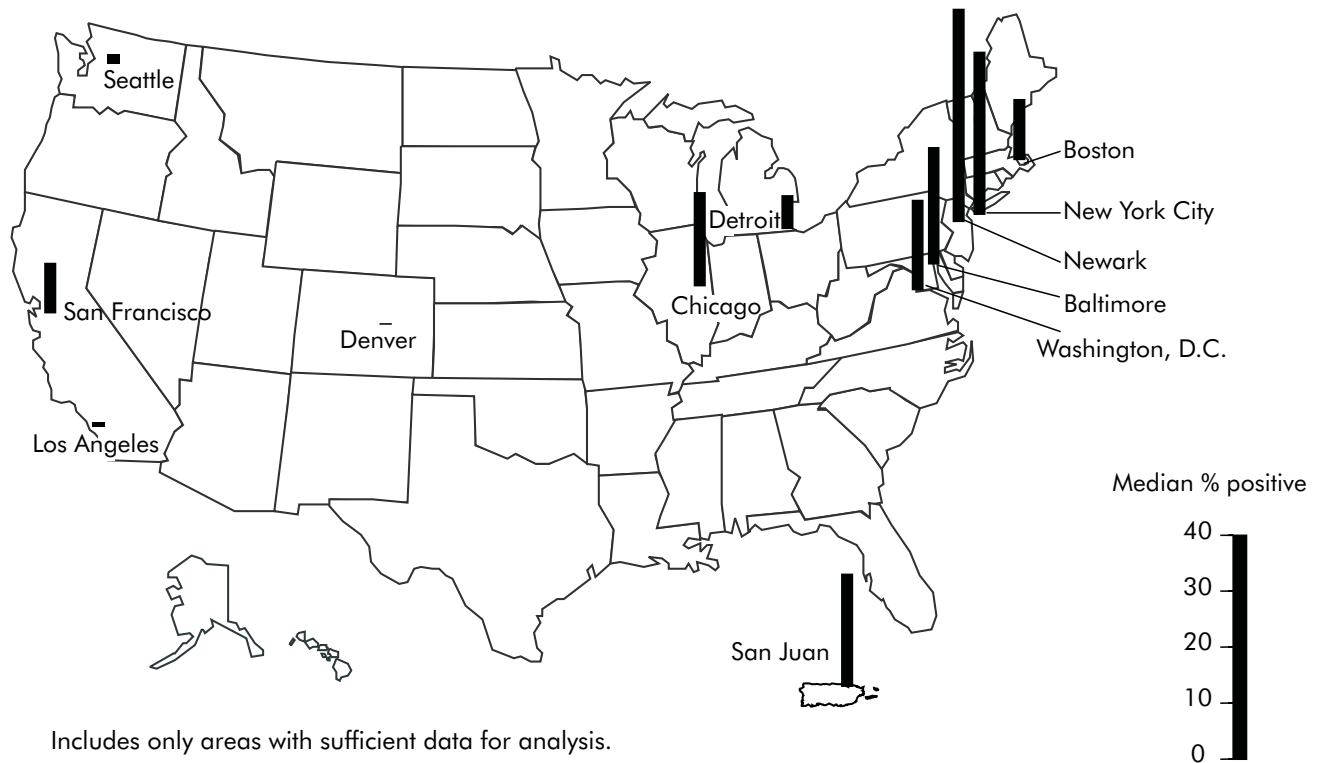 Seattle
Boston
New York City
Detroit
Newark
Baltimore
Chicago
San Francisco
Denver
Washington, D.C.
Los Angeles
Median % positive
40
30
20
10
0
San Juan
Includes only areas with sufficient data for analysis.